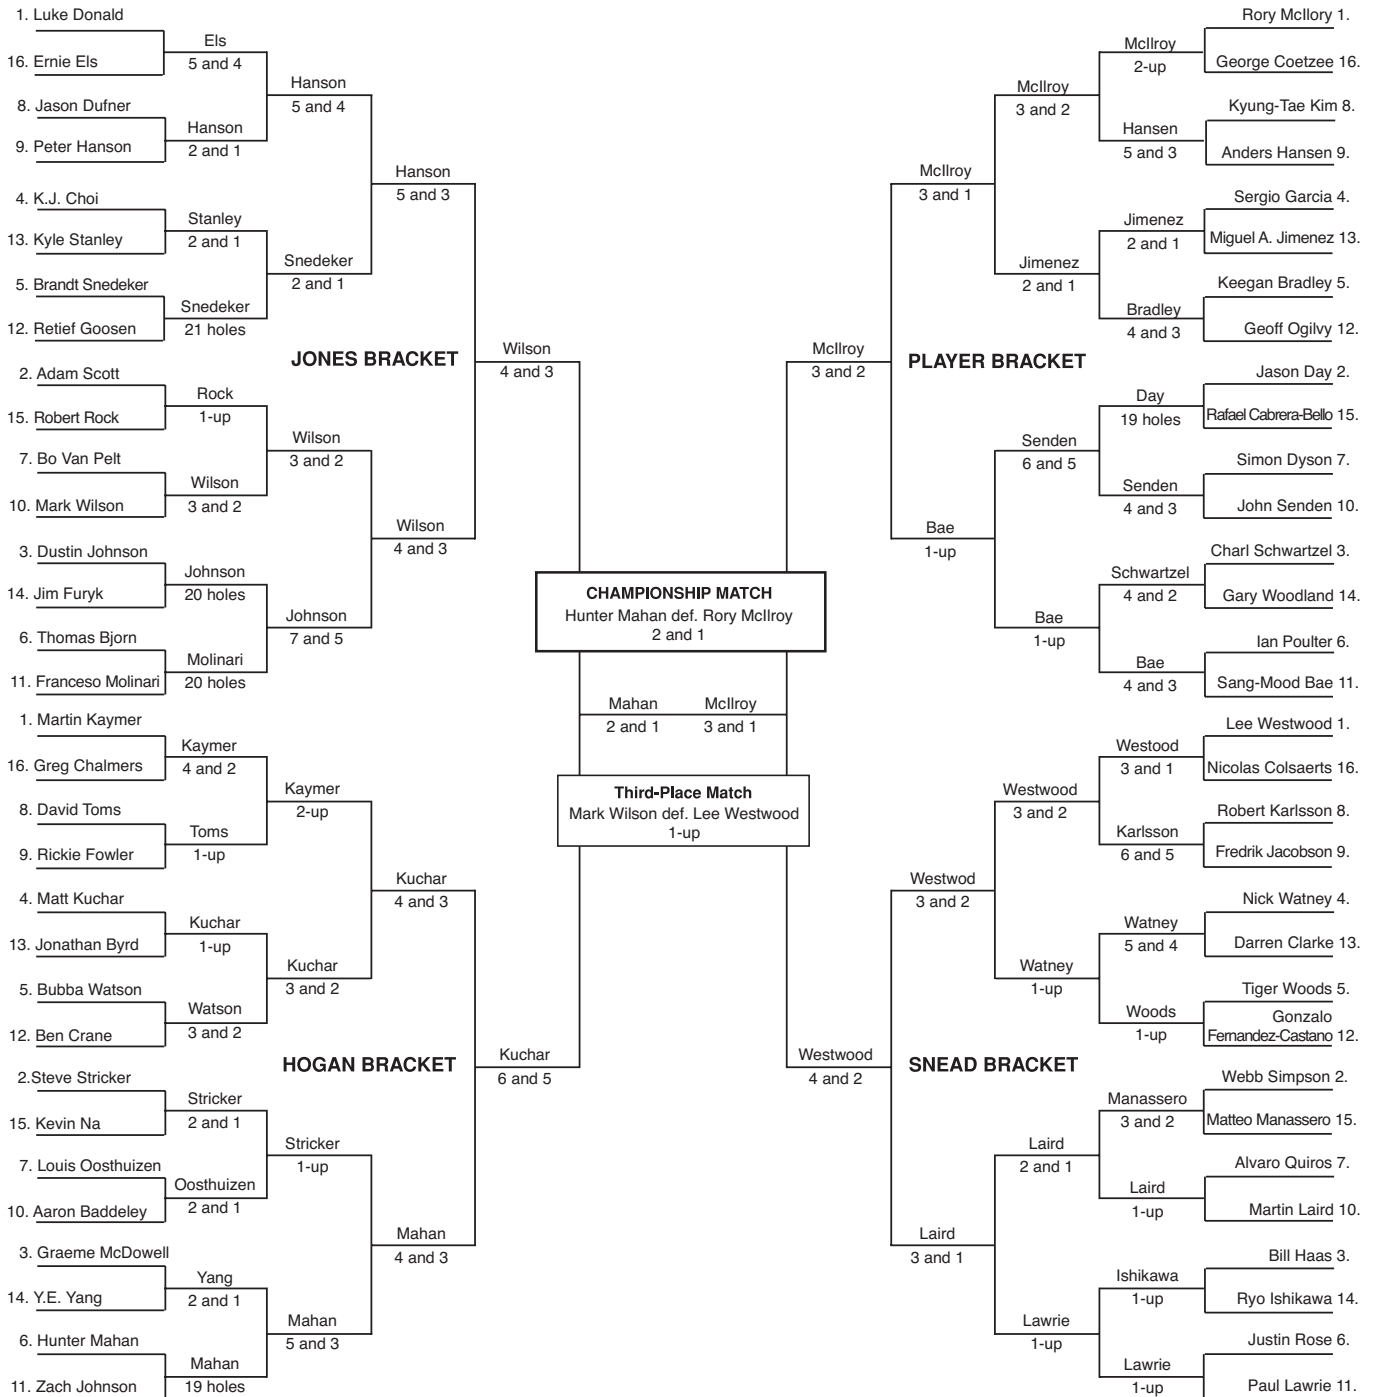 1. Luke Donald
16. Ernie Els
8. Jason Dufner
9. Peter Hanson
4. K.J. Choi
13. Kyle Stanley
5. Brandt Snedeker
12. Retief Goosen
2. Adam Scott
15. Robert Rock
7. Bo Van Pelt
10. Mark Wilson
3. Dustin Johnson
14. Jim Furyk
6. Thomas Bjorn
11. Franceso Molinari
1. Martin Kaymer
16. Greg Chalmers
8. David Toms
9. Rickie Fowler
4. Matt Kuchar
13. Jonathan Byrd
5. Bubba Watson
12. Ben Crane
2.Steve Stricker
15. Kevin Na
7. Louis Oosthuizen
10. Aaron Baddeley
3. Graeme McDowell
14. Y.E. Yang
6. Hunter Mahan
11. Zach Johnson
Els
5 and 4
Hanson
2 and 1
Stanley
2 and 1
Snedeker
21 holes
Rock
1-up
Wilson
3 and 2
Johnson
20 holes
Molinari
20 holes
Kaymer
4 and 2
Toms
1-up
Kuchar
1-up
Watson
3 and 2
Stricker
2 and 1
Oosthuizen
2 and 1
Yang
2 and 1
Mahan
19 holes
Hanson
5 and 4
Snedeker
2 and 1
Wilson
3 and 2
Johnson
7 and 5
Kaymer
2-up
Kuchar
3 and 2
Stricker
1-up
Mahan
5 and 3
Hanson
5 and 3
Wilson
4 and 3
Kuchar
4 and 3
Mahan
4 and 3
JONES BRACKET
HOGAN BRACKET
Wilson
4 and 3
Kuchar
6 and 5
CHAMPIONSHIP MATCH
Hunter Mahan def. Rory McIlroy
2 and 1
Mahan
2 and 1
McIlroy
3 and 1
Third-Place Match
Mark Wilson def. Lee Westwood
1-up
McIlroy
3 and 2
Westwood
4 and 2
PLAYER BRACKET
SNEAD BRACKET
McIlroy
3 and 1
Bae
1-up
Westwod
3 and 2
Laird
3 and 1
McIlroy
3 and 2
Jimenez
2 and 1
Senden
6 and 5
Bae
1-up
Westwood
3 and 2
Watney
1-up
Laird
2 and 1
Lawrie
1-up
McIlroy
2-up
Hansen
5 and 3
Jimenez
2 and 1
Bradley
4 and 3
Day
19 holes
Senden
4 and 3
Schwartzel
4 and 2
Bae
4 and 3
Westood
3 and 1
Karlsson
6 and 5
Watney
5 and 4
Woods
1-up
Manassero
3 and 2
Laird
1-up
Ishikawa
1-up
Lawrie
1-up
Rory McIlory 1.
George Coetzee 16.
Kyung-Tae Kim 8.
Anders Hansen 9.
Sergio Garcia 4.
Miguel A. Jimenez 13.
Keegan Bradley 5.
Geoff Ogilvy 12.
Jason Day 2.
Rafael Cabrera-Bello 15.
Simon Dyson 7.
John Senden 10.
Charl Schwartzel 3.
Gary Woodland 14.
Ian Poulter 6.
Sang-Mood Bae 11.
Lee Westwood 1.
Nicolas Colsaerts 16.
Robert Karlsson 8.
Fredrik Jacobson 9.
Nick Watney 4.
Darren Clarke 13.
Tiger Woods 5.
Gonzalo
Fernandez-Castano 12.
Webb Simpson 2.
Matteo Manassero 15.
Alvaro Quiros 7.
Martin Laird 10.
Bill Haas 3.
Ryo Ishikawa 14.
Justin Rose 6.
Paul Lawrie 11.